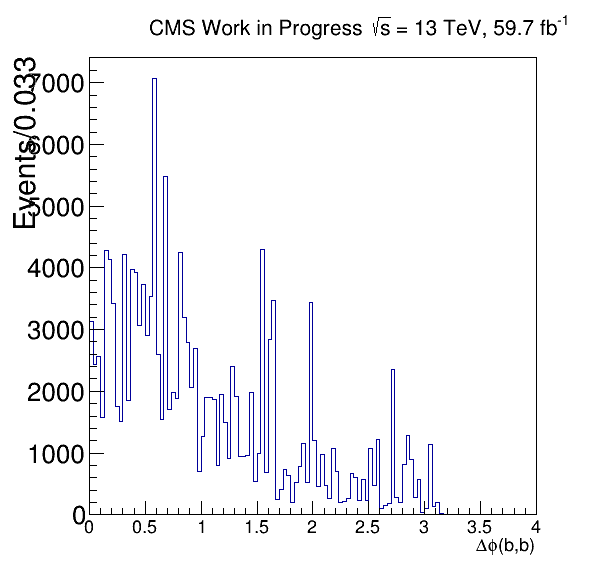 CMS Work in Progress √s = 13 TeV, 59.7 fb⁻¹
Events/0.033
7000
6000
5000
4000
3000
2000
1000
0
0 0.5 1 1.5 2 2.5 3 3.5 4
Δϕ(b,b)